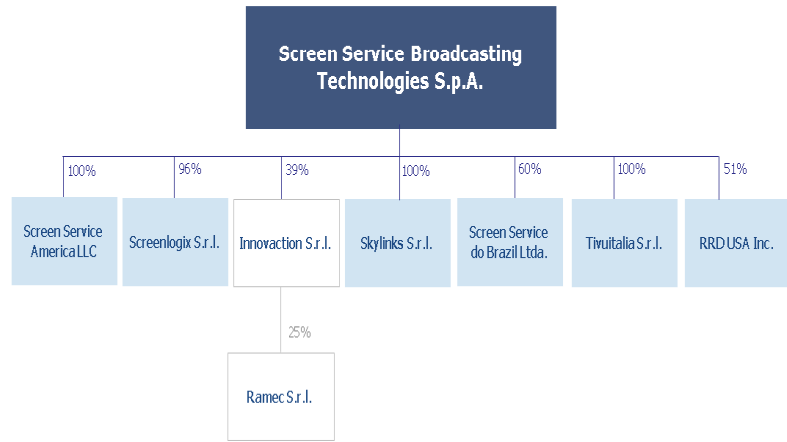 Screen Service Broadcasting
Technologies S.p.A.
100%
96%
39%
100%
60%
100%
51%
Screen Service
America LLC
Screenlogix S.r.l.
Innovaction S.r.l.
Skylinks S.r.l.
Screen Service
do Brazil Ltda.
Tivuitalia S.r.l.
RRD USA Inc.
25%
Ramec S.r.l.